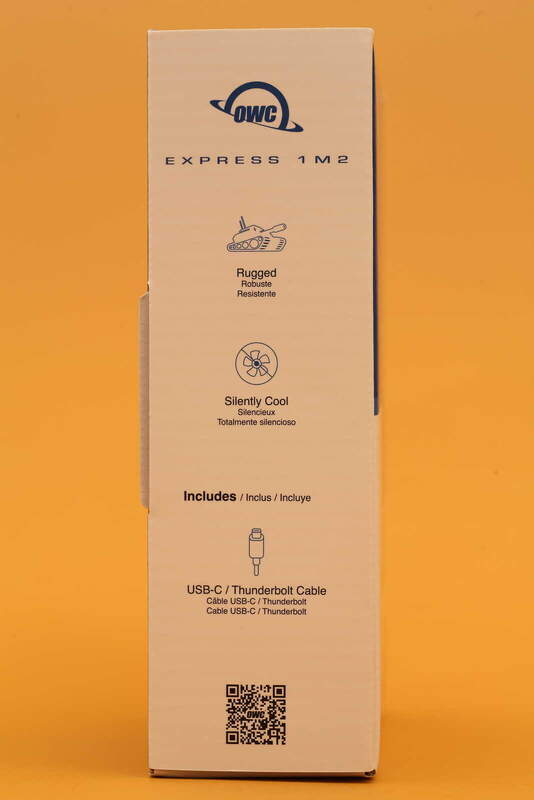 OWC
EXPRESS 1M2
Rugged
Robuste
Resistente
Silently Cool
Silencieux
Totalmente silencioso
Includes / Inclus / Incluye
USB-C / Thunderbolt Cable
Câble USB-C / Thunderbolt
Cable USB-C / Thunderbolt
OWC